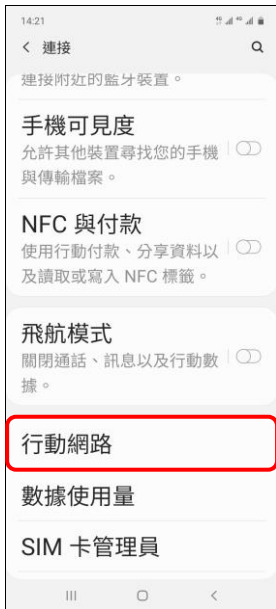 14:21
連接
連接附近的藍牙裝置。
手機可見度
允許其他裝置尋找您的手機
與傳輸檔案。
NFC 與付款
使用行動付款、分享資料以
及讀取或寫入 NFC 標籤。
飛航模式
關閉通話、訊息以及行動數
據。
行動網路
數據使用量
SIM 卡管理員